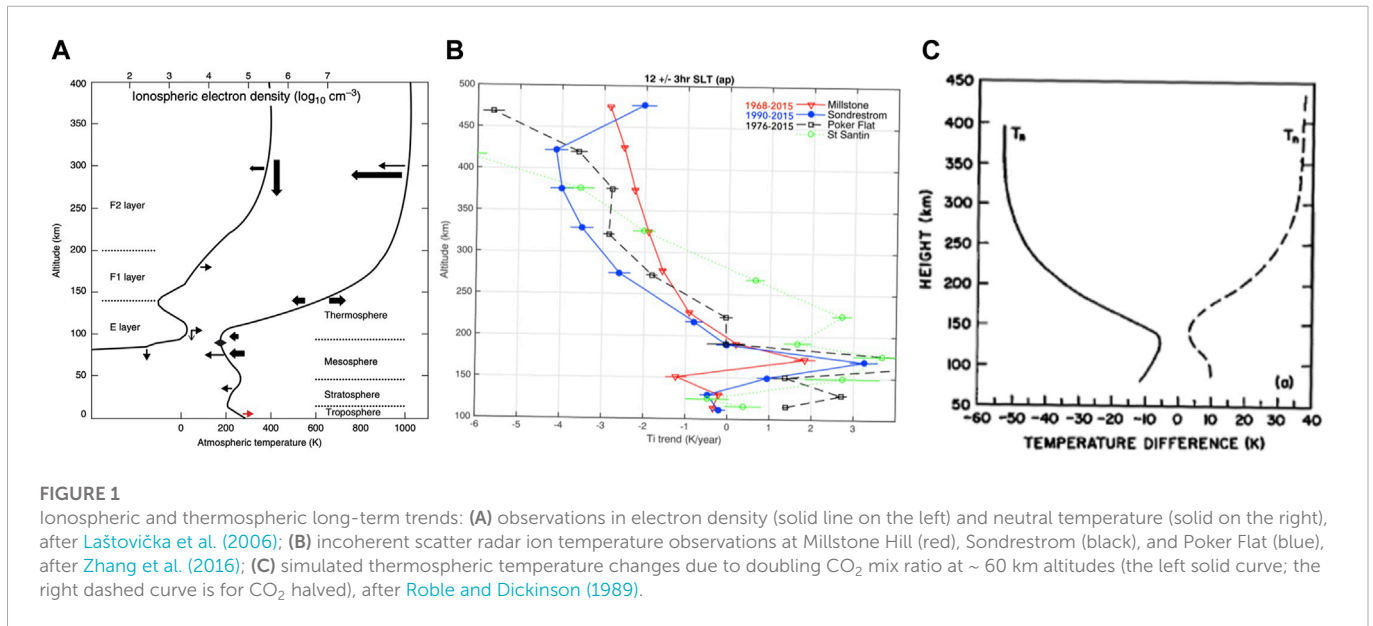 A
2 3 4 5 6 7
Ionospheric electron density (log10 cm−3)
400
350
300
250
200
150
100
50
0
Altitude (km)
F2 layer
F1 layer
E layer
Thermosphere
Mesosphere
Stratosphere
Troposphere
0 200 400 600 800 1000
Atmospheric temperature (K)
B
12 +/- 3hr SLT (ap)
500
450
400
350
300
250
200
150
100
Altitude (km)
1968-2015 Millstone
1990-2015 Sondrestrom
1976-2015 Poker Flat
St Santin
-6 -5 -4 -3 -2 -1 0 1 2 3
Ti trend (K/year)
C
450
400
350
300
250
200
150
100
50
HEIGHT (km)
Tn
Tn
(a)
-60 -50 -40 -30 -20 -10 0 10 20 30 40
TEMPERATURE DIFFERENCE (K)
FIGURE 1
Ionospheric and thermospheric long-term trends: (A) observations in electron density (solid line on the left) and neutral temperature (solid on the right),
after Laštovička et al. (2006); (B) incoherent scatter radar ion temperature observations at Millstone Hill (red), Sondrestrom (black), and Poker Flat (blue),
after Zhang et al. (2016); (C) simulated thermospheric temperature changes due to doubling CO2 mix ratio at ~ 60 km altitudes (the left solid curve; the
right dashed curve is for CO2 halved), after Roble and Dickinson (1989).